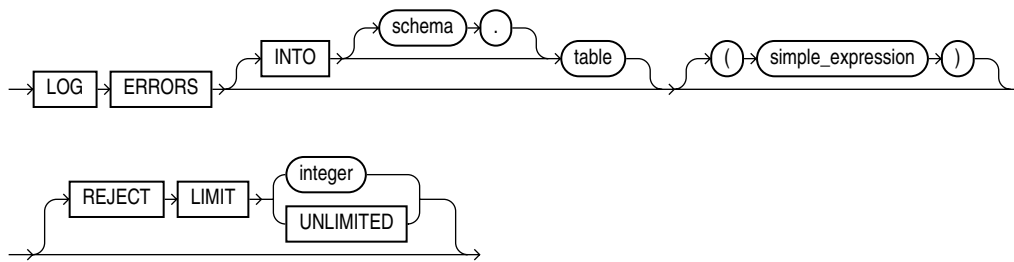 schema .
INTO table ( simple_expression )
LOG ERRORS
integer
REJECT LIMIT
UNLIMITED